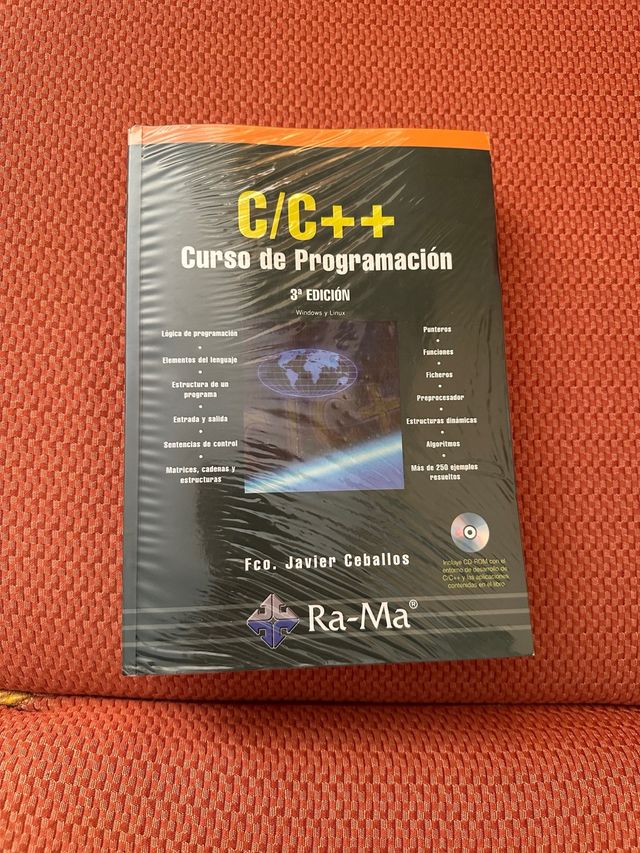 C/C++
Curso de Programación
3ª EDICIÓN
Windows y Linux
Lógica de programación
•
Elementos del lenguaje
•
Estructura de un
programa
•
Entrada y salida
•
Sentencias de control
•
Matrices, cadenas y
estructuras
Punteros
•
Funciones
•
Ficheros
•
Preprocesador
•
Estructuras dinámicas
•
Algoritmos
•
Más de 250 ejemplos
resueltos
Fco. Javier Ceballos
Incluye CD-ROM con el
entorno de desarrollo de
C/C++ y las aplicaciones
contenidas en el libro
Ra-Ma®